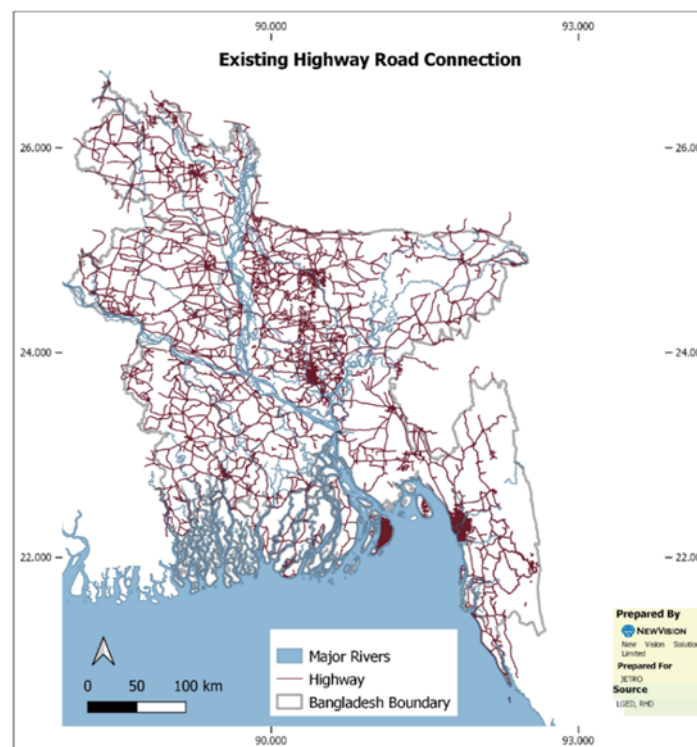 90.000 93.000
Existing Highway Road Connection
26.000 26.000
24.000 24.000
22.000 22.000
Major Rivers
Highway
Bangladesh Boundary
0 50 100 km
90.000 93.000
Prepared By
NEWVISION
New Vision Solution
Limited
Prepared For
JETRO
Source
LGED, RHD